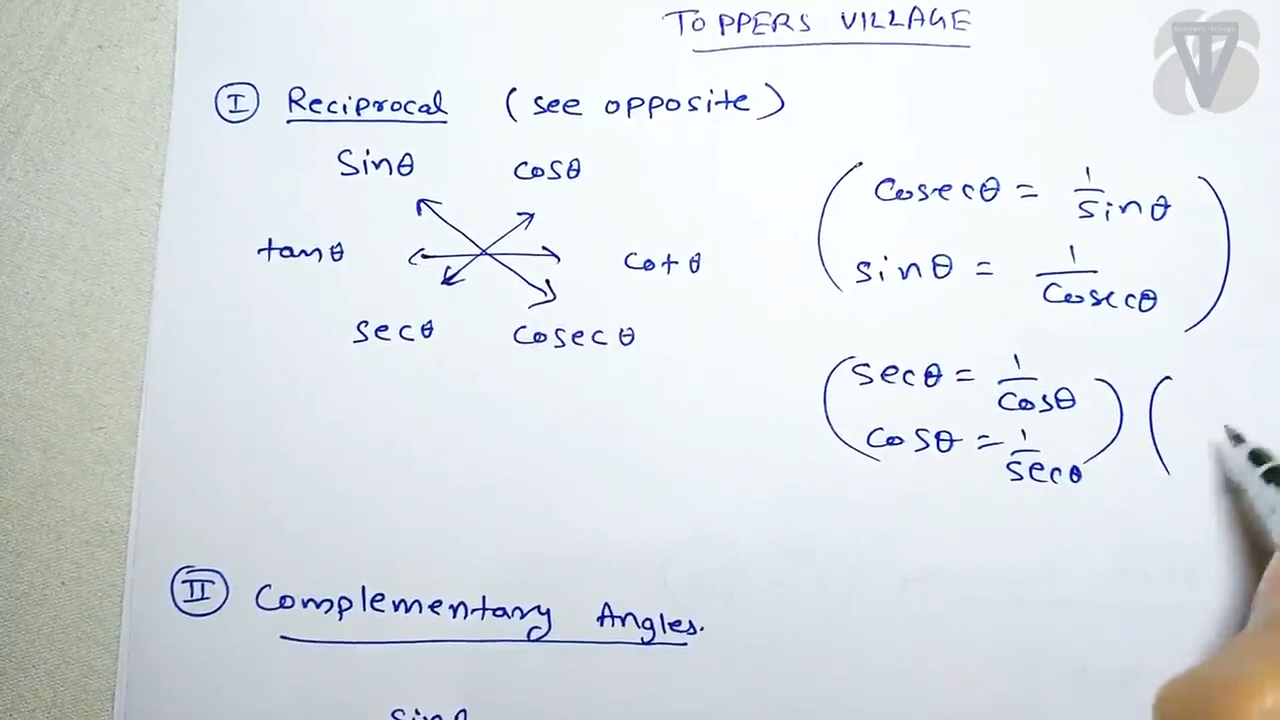 TOPPERS VILLAGE
I Reciprocal (see opposite)
Sinθ cosθ
tanθ cotθ
secθ cosecθ
(cosecθ = 1/sinθ
sinθ = 1/cosecθ)
(secθ = 1/cosθ
cosθ = 1/secθ) (
II Complementary Angles.
sinθ